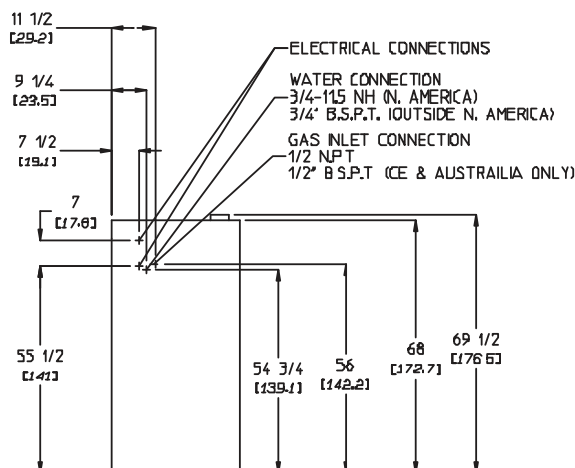 11 1/2
[29.2]
9 1/4
[23.5]
7 1/2
[19.1]
7
[17.6]
55 1/2
[141]
ELECTRICAL CONNECTIONS
WATER CONNECTION
3/4-11.5 NH (N. AMERICA)
3/4" B.S.P.T. (OUTSIDE N. AMERICA)
GAS INLET CONNECTION
1/2 N.P.T
1/2" B.S.P.T (CE & AUSTRAILIA ONLY)
54 3/4
[139.1]
56
[142.2]
68
[172.7]
69 1/2
[176.5]